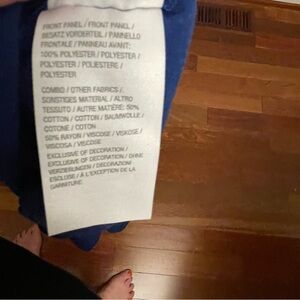 FRONT PANEL / FRONT PANEL /
BESATZ VORDERTEIL / PANNELLO
FRONTALE / PANNEAU AVANT:
100% POLYESTER / POLYESTER /
POLYESTER / POLIESTERE /
POLYESTER
COMBO / OTHER FABRICS /
SONSTIGES MATERIAL / ALTRO
TESSUTO / AUTRE MATIÈRE: 50%
COTTON / COTTON / BAUMWOLLE /
COTONE / COTON
50% RAYON / VISCOSE / VISKOSE /
VISCOSA / VISCOSE
EXCLUSIVE OF DECORATION /
EXCLUSIVE OF DECORATION / OHNE
VERZIERUNGEN / DECORAZIONI
ESCLUSE / À L'EXCEPTION DE LA
GARNITURE